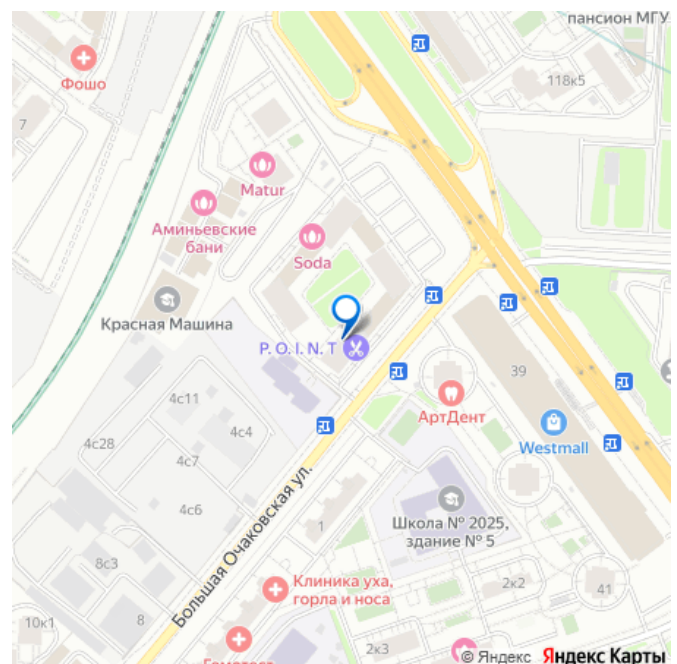 пансион МГУ
118к5
Фошо
7
Matur
Аминьевские
бани
Soda
Красная Машина
P. O. I. N. T
39
4с11
АртДент
4с28
4с4
4с7
Westmall
4с6
Большая Очаковская ул.
1
Школа № 2025,
здание № 5
8с3
Клиника уха,
горла и носа
2к2
41
10к1
8
2к3
© Яндекс Яндекс Карты